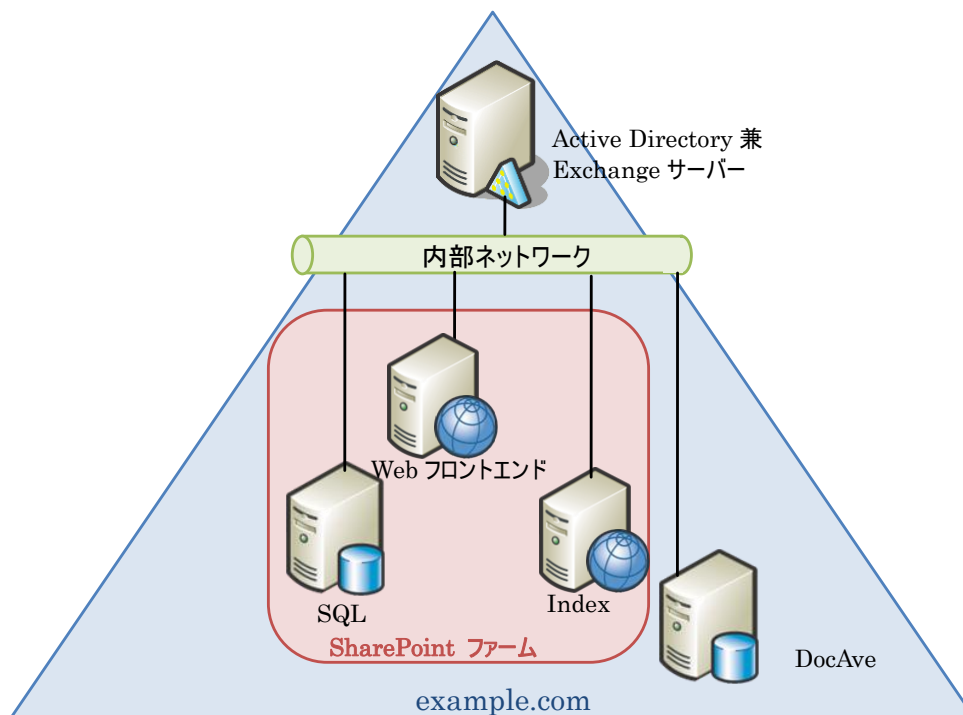 Active Directory 兼
Exchange サーバー
内部ネットワーク
Web フロントエンド
SQL
Index
SharePoint ファーム
DocAve
example.com